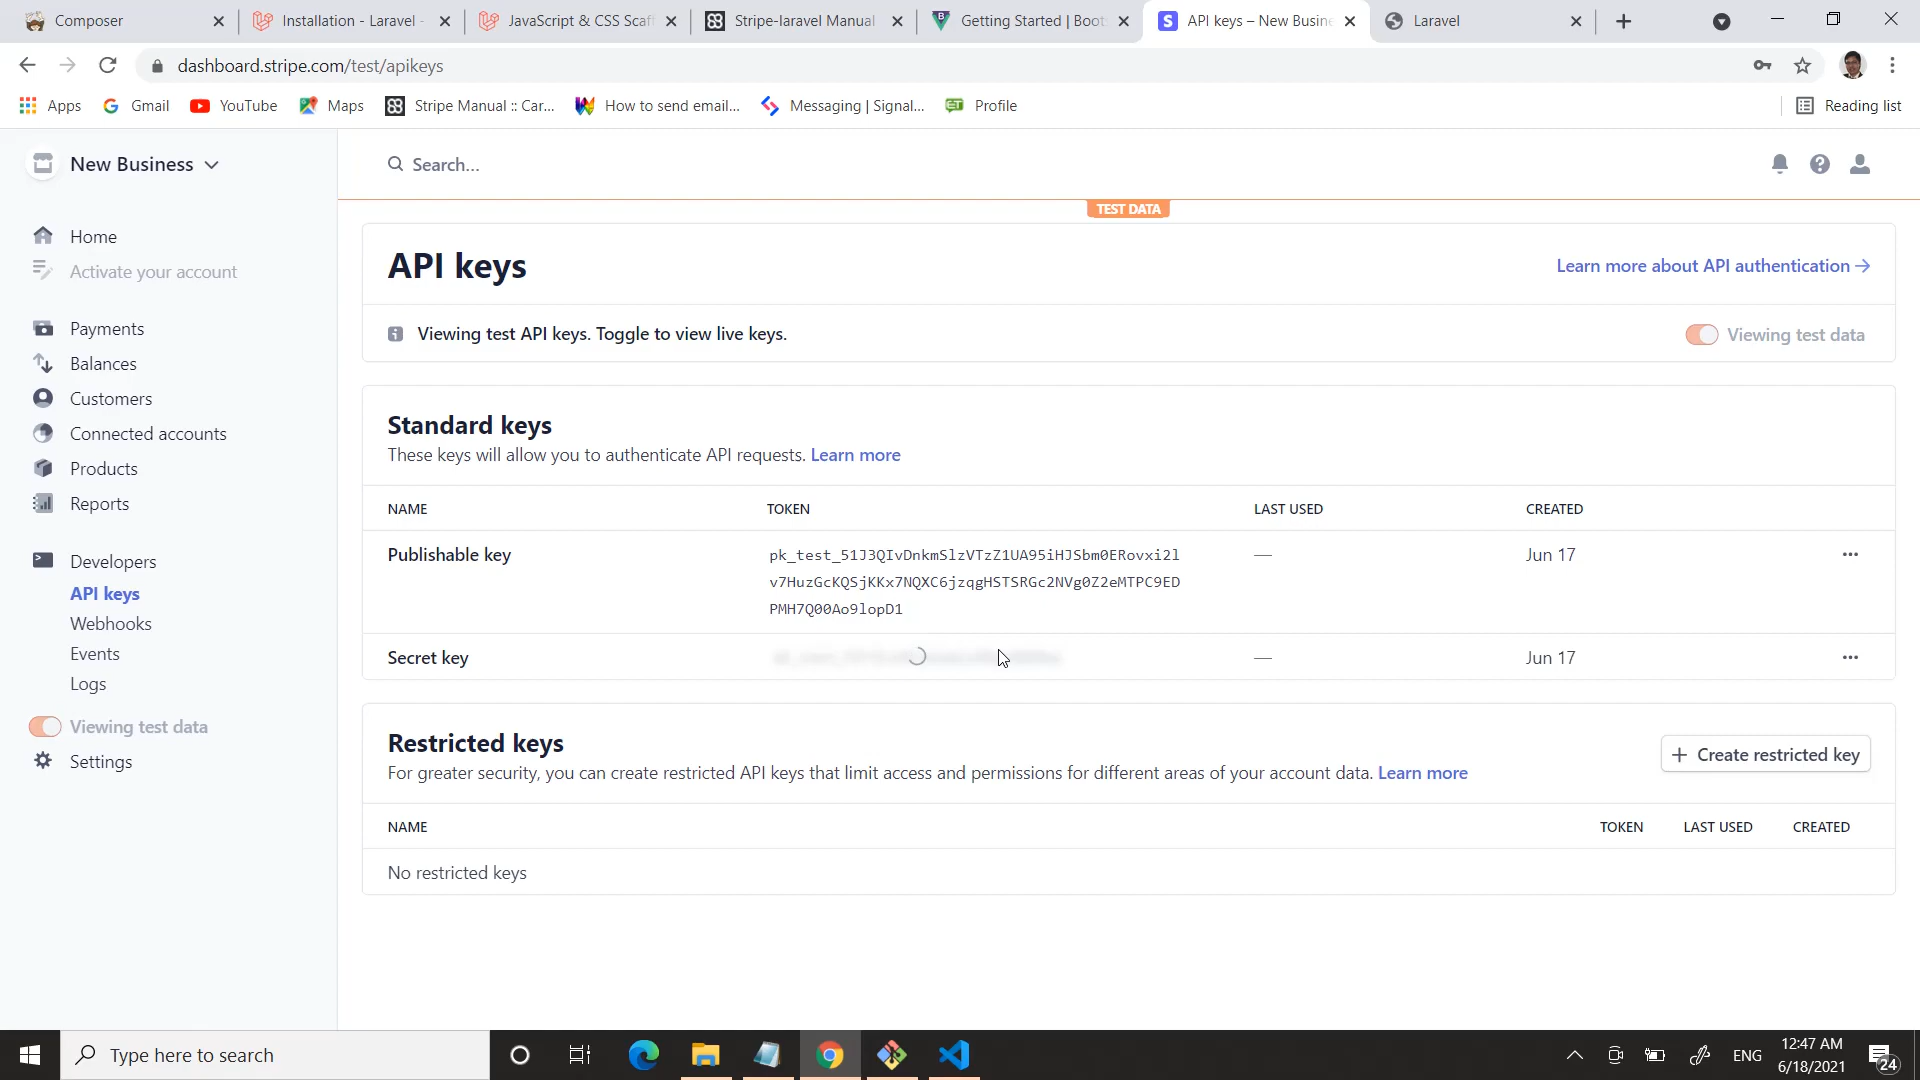 Composer
Installation - Laravel -
JavaScript & CSS Scaff
Stripe-laravel Manual
Getting Started | Boots
API keys – New Busine
Laravel
dashboard.stripe.com/test/apikeys
Apps
Gmail
YouTube
Maps
Stripe Manual :: Car...
How to send email...
Messaging | Signal...
Profile
Reading list
New Business
Search...
TEST DATA
Home
Activate your account
Payments
Balances
Customers
Connected accounts
Products
Reports
Developers
API keys
Webhooks
Events
Logs
Viewing test data
Settings
API keys
Learn more about API authentication
Viewing test API keys. Toggle to view live keys.
Viewing test data
Standard keys
These keys will allow you to authenticate API requests. Learn more
NAME TOKEN LAST USED CREATED
Publishable key
pk_test_51J3QIvDnkmSlzVTzZ1UA95iHJSbm0ERovxi2l
v7HuzGcKQSjKKx7NQXC6jzqgHSTSRGc2NVg0Z2eMTPC9ED
PMH7Q00Ao9lopD1
—
Jun 17
Secret key
—
Jun 17
Restricted keys
For greater security, you can create restricted API keys that limit access and permissions for different areas of your account data. Learn more
+ Create restricted key
NAME TOKEN LAST USED CREATED
No restricted keys
Type here to search
ENG
12:47 AM
6/18/2021
24